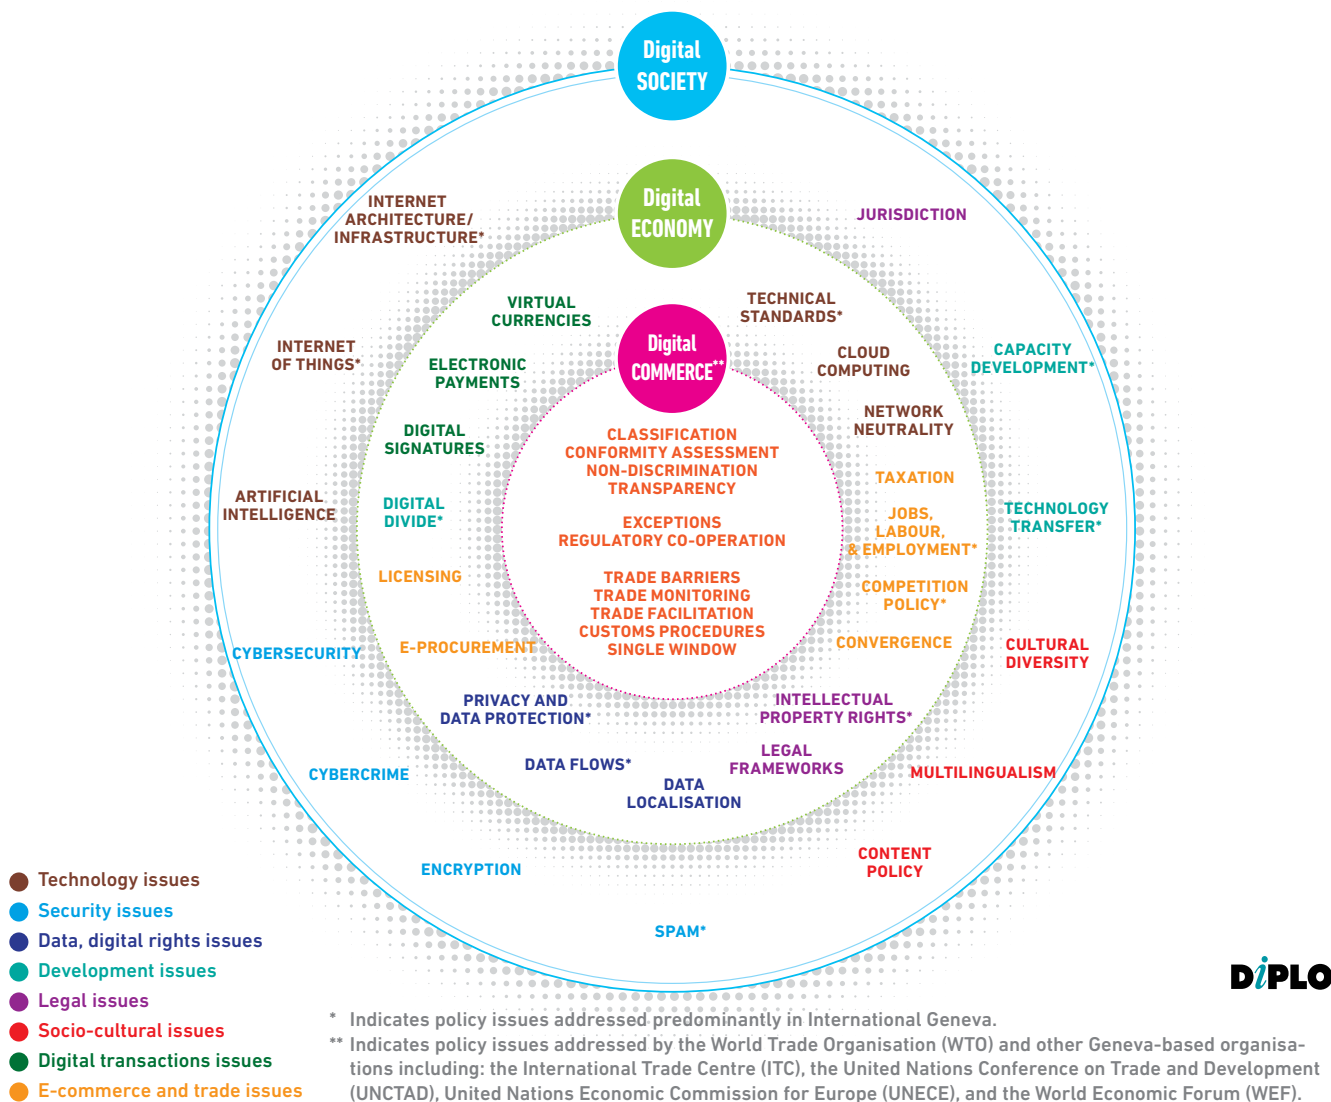 Digital
SOCIETY
Digital
ECONOMY
Digital
COMMERCE**
INTERNET
ARCHITECTURE/
INFRASTRUCTURE*
JURISDICTION
VIRTUAL
CURRENCIES
TECHNICAL
STANDARDS*
INTERNET
OF THINGS*
ELECTRONIC
PAYMENTS
CLOUD
COMPUTING
CAPACITY
DEVELOPMENT*
DIGITAL
SIGNATURES
NETWORK
NEUTRALITY
CLASSIFICATION
CONFORMITY ASSESSMENT
NON-DISCRIMINATION
TRANSPARENCY
EXCEPTIONS
REGULATORY CO-OPERATION
TRADE BARRIERS
TRADE MONITORING
TRADE FACILITATION
CUSTOMS PROCEDURES
SINGLE WINDOW
ARTIFICIAL
INTELLIGENCE
DIGITAL
DIVIDE*
TAXATION
JOBS,
LABOUR,
& EMPLOYMENT*
TECHNOLOGY
TRANSFER*
LICENSING
COMPETITION
POLICY*
CYBERSECURITY
E-PROCUREMENT
CONVERGENCE
CULTURAL
DIVERSITY
PRIVACY AND
DATA PROTECTION*
INTELLECTUAL
PROPERTY RIGHTS*
CYBERCRIME
DATA FLOWS*
DATA
LOCALISATION
LEGAL
FRAMEWORKS
MULTILINGUALISM
ENCRYPTION
CONTENT
POLICY
SPAM*
Technology issues
Security issues
Data, digital rights issues
Development issues
Legal issues
Socio-cultural issues
Digital transactions issues
E-commerce and trade issues
DiPLO
* Indicates policy issues addressed predominantly in International Geneva.
** Indicates policy issues addressed by the World Trade Organisation (WTO) and other Geneva-based organisa-
tions including: the International Trade Centre (ITC), the United Nations Conference on Trade and Development
(UNCTAD), United Nations Economic Commission for Europe (UNECE), and the World Economic Forum (WEF).